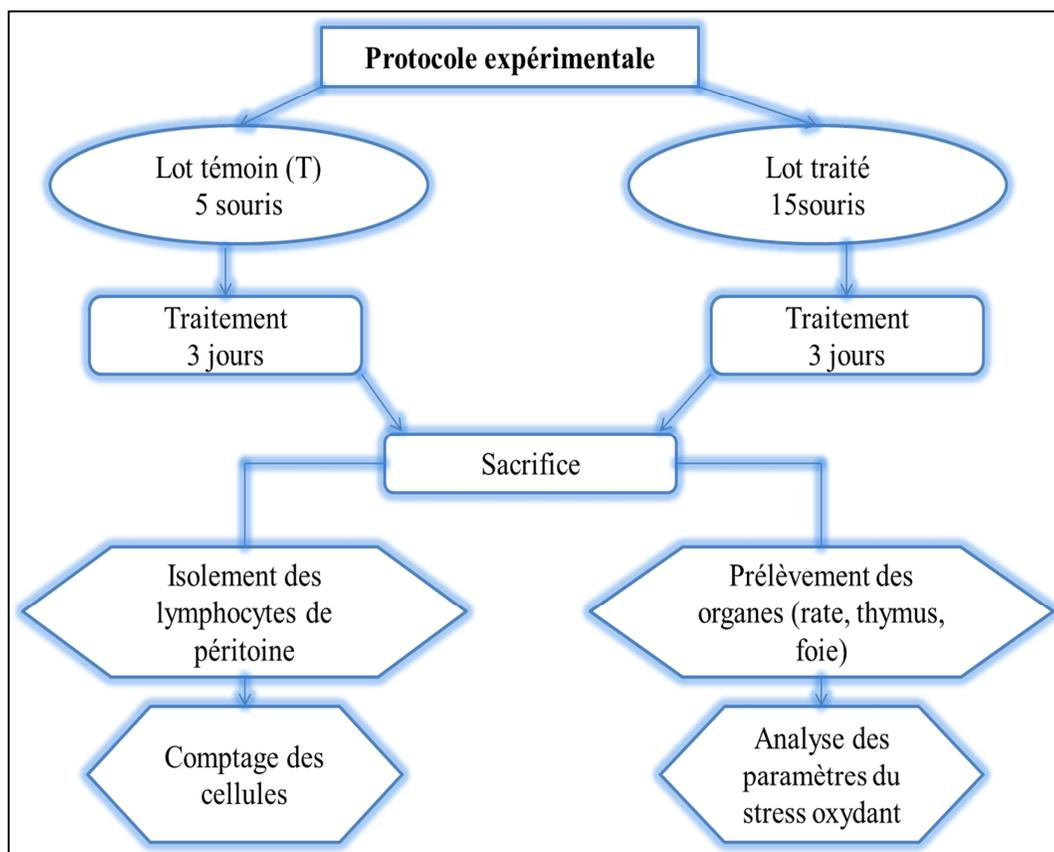 Protocole expérimentale
Lot témoin (T)
5 souris
Lot traité
15souris
Traitement
3 jours
Traitement
3 jours
Sacrifice
Isolement des
lymphocytes de
péritoine
Prélèvement des
organes (rate, thymus,
foie)
Comptage des
cellules
Analyse des
paramètres du
stress oxydant